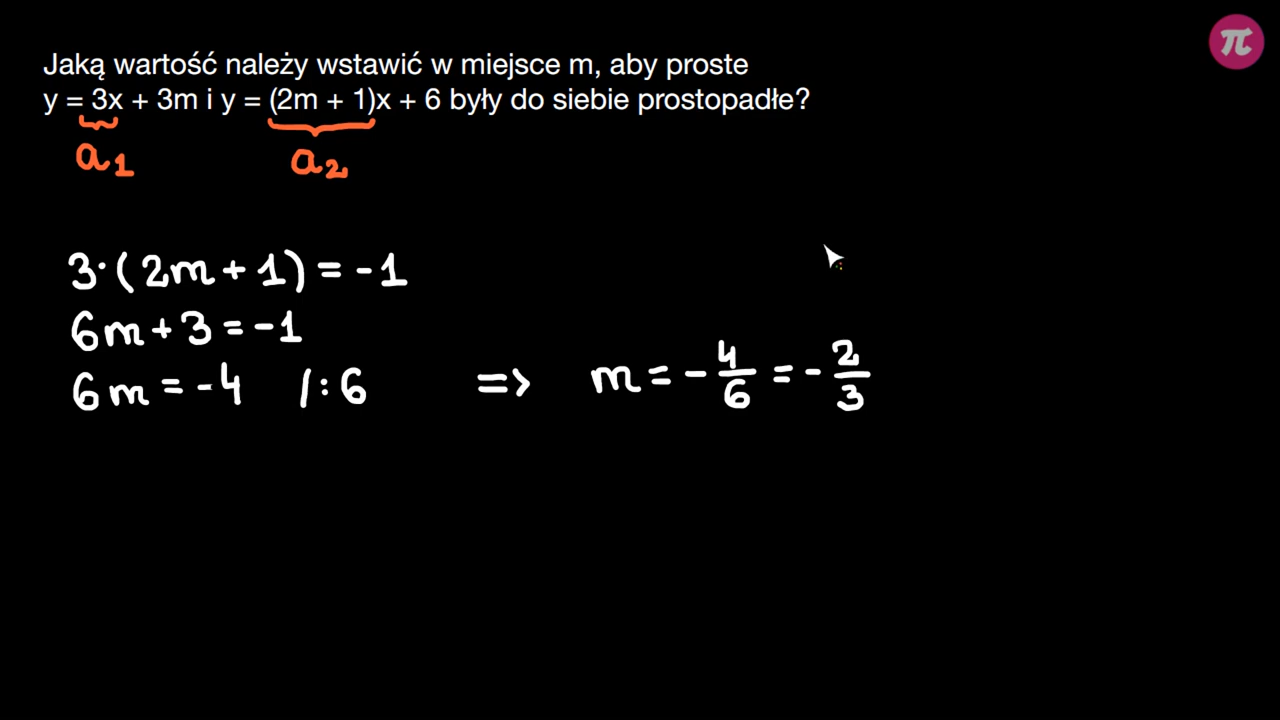 π
Jaką wartość należy wstawić w miejsce m, aby proste
y = 3x + 3m i y = (2m + 1)x + 6 były do siebie prostopadłe?
a₁ a₂
3·(2m+1)=-1
6m+3=-1
6m=-4 /:6 => m=-4/6=-2/3